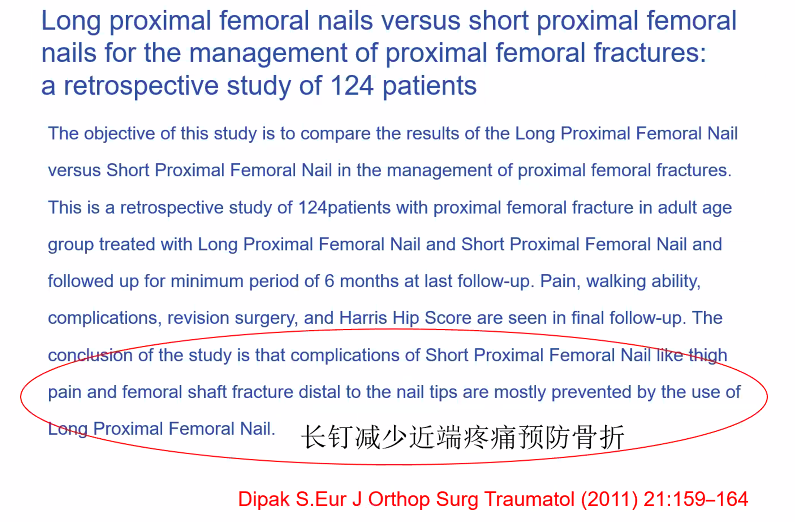 Long proximal femoral nails versus short proximal femoral
nails for the management of proximal femoral fractures:
a retrospective study of 124 patients
The objective of this study is to compare the results of the Long Proximal Femoral Nail
versus Short Proximal Femoral Nail in the management of proximal femoral fractures.
This is a retrospective study of 124patients with proximal femoral fracture in adult age
group treated with Long Proximal Femoral Nail and Short Proximal Femoral Nail and
followed up for minimum period of 6 months at last follow-up. Pain, walking ability,
complications, revision surgery, and Harris Hip Score are seen in final follow-up. The
conclusion of the study is that complications of Short Proximal Femoral Nail like thigh
pain and femoral shaft fracture distal to the nail tips are mostly prevented by the use of
Long Proximal Femoral Nail.
长钉减少近端疼痛预防骨折
Dipak S.Eur J Orthop Surg Traumatol (2011) 21:159–164